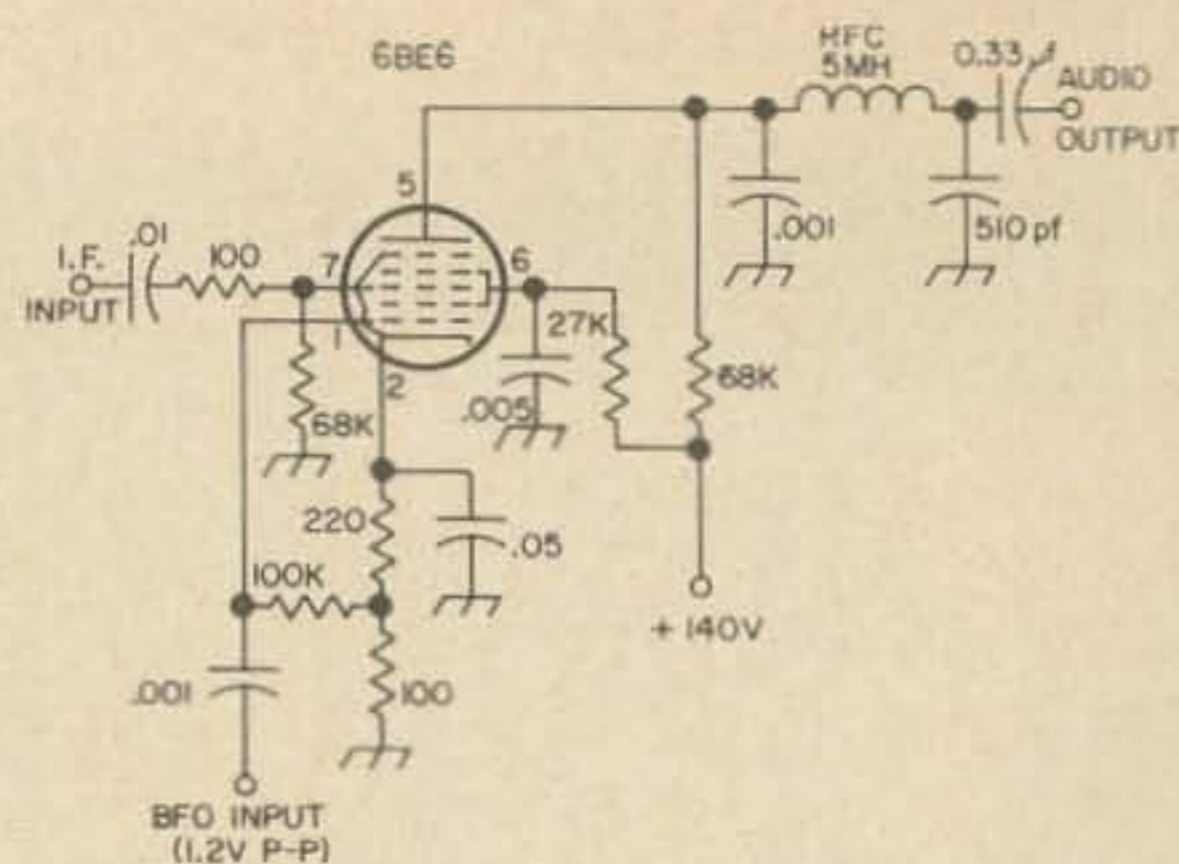 6BE6
RFC
5MH
0.33 µf
AUDIO
OUTPUT
5
.001
510 pf
I.F.
INPUT
.01
100
7
6
1
2
27K
.005
68K
68K
220
.05
100K
+ 140V
.001
100
BFO INPUT
(1.2V P-P)